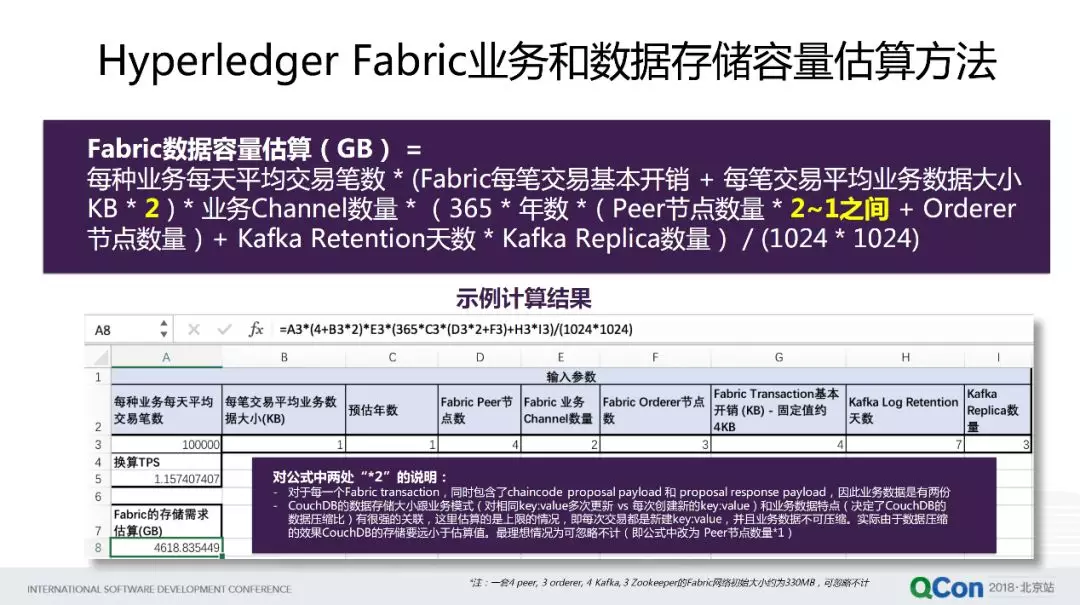 Hyperledger Fabric业务和数据存储容量估算方法
Fabric数据容量估算（GB） =
每种业务每天平均交易笔数 * (Fabric每笔交易基本开销 + 每笔交易平均业务数据大小
KB * 2 ) * 业务Channel数量 * （ 365 * 年数 *（ Peer节点数量 * 2~1之间 + Orderer
节点数量 ) + Kafka Retention天数 * Kafka Replica数量 ） / (1024 * 1024)
示例计算结果
A8 fx =A3*(4+B3*2)*E3*(365*C3*(D3*2+F3)+H3*I3)/(1024*1024)
A B C D E F G H I
1 输入参数
每种业务每天平均
交易笔数
每笔交易平均业务数
据大小(KB)
预估年数
Fabric Peer节
点数
Fabric 业务
Channel数量
Fabric Orderer节点
数
Fabric Transaction基本
开销 (KB) - 固定值约
4KB
Kafka Log Retention
天数
Kafka
Replica数
量
2
3 100000 1 1 4 2 3 4 7 3
4 换算TPS
5 1.157407407
6
Fabric的存储需求
7 估算(GB)
8 4618.835449
对公式中两处“*2”的说明：
- 对于每一个Fabric transaction，同时包含了chaincode proposal payload 和 proposal response payload，因此业务数据是有两份
- CouchDB的数据存储大小跟业务模式（对相同key:value多次更新 vs 每次创建新的key:value）和业务数据特点（决定了CouchDB的
数据压缩比）有很强的关联，这里估算的是上限的情况，即每次交易都是新建key:value，并且业务数据不可压缩。实际由于数据压缩
的效果CouchDB的存储要远小于估算值。最理想情况为可忽略不计（即公式中改为 Peer节点数量*1）
*注：一套4 peer, 3 orderer, 4 Kafka, 3 Zookeeper的Fabric网络初始大小约为330MB，可忽略不计
INTERNATIONAL SOFTWARE DEVELOPMENT CONFERENCE
QCon 2018·北京站